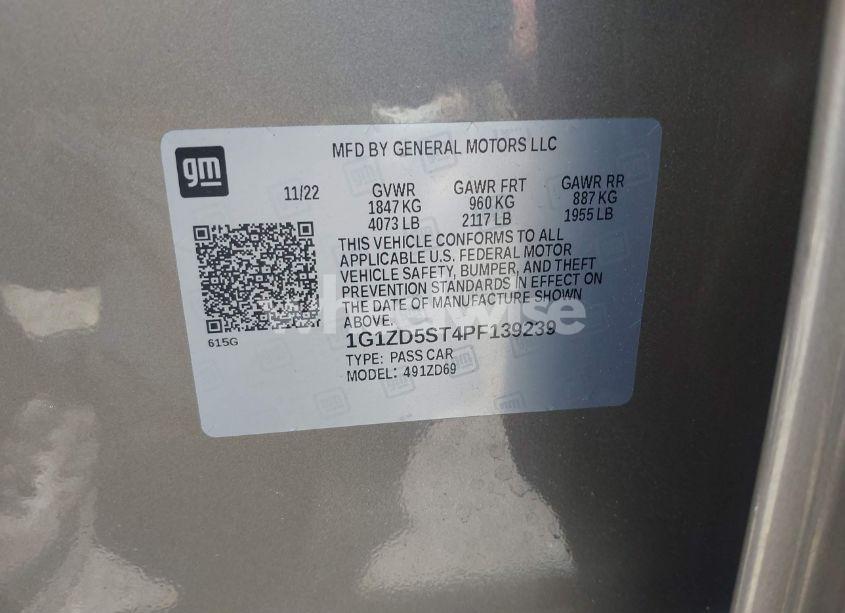 MFD BY GENERAL MOTORS LLC
gm
11/22 GVWR GAWR FRT GAWR RR
1847 KG 960 KG 887 KG
4073 LB 2117 LB 1955 LB
THIS VEHICLE CONFORMS TO ALL
APPLICABLE U.S. FEDERAL MOTOR
VEHICLE SAFETY, BUMPER, AND THEFT
PREVENTION STANDARDS IN EFFECT ON
THE DATE OF MANUFACTURE SHOWN
ABOVE.
wheelwise
615G
1G1ZD5ST4PF139239
TYPE: PASS CAR
MODEL: 491ZD69